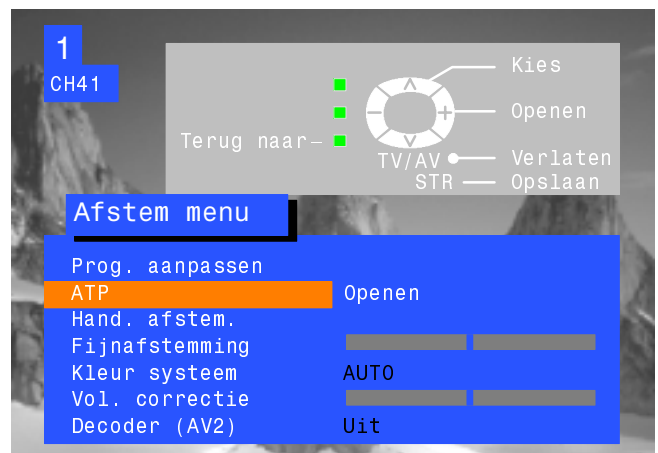 1
CH41
Kies
Openen
Terug naar
TV/AV
Verlaten
STR
Opslaan
Afstem menu
Prog. aanpassen
ATP Openen
Hand. afstem.
Fijnafstemming
Kleur systeem AUTO
Vol. correctie
Decoder (AV2) Uit